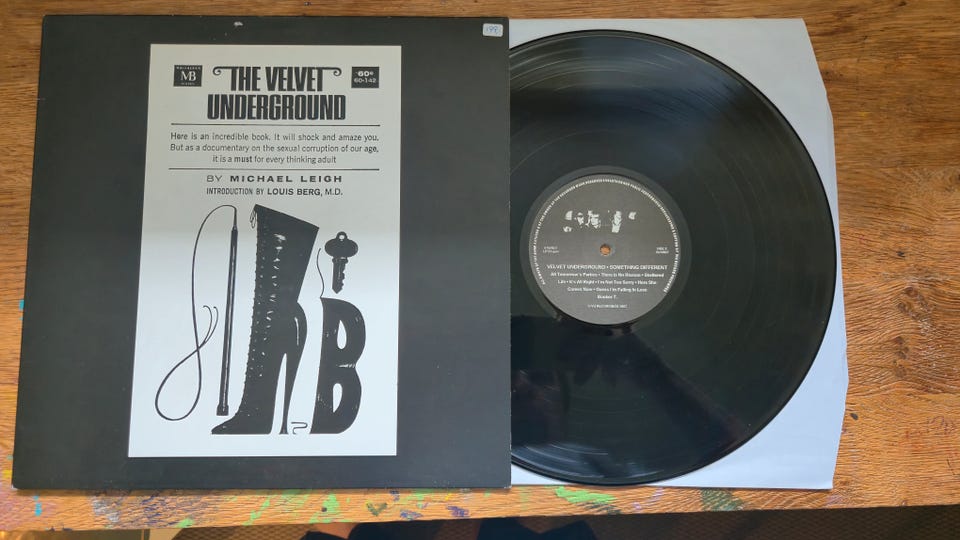 199
MB
THE VELVET
UNDERGROUND
60¢
60-142
Here is an incredible book. It will shock and amaze you.
But as a documentary on the sexual corruption of our age,
it is a must for every thinking adult
BY MICHAEL LEIGH
INTRODUCTION BY LOUIS BERG, M.D.
VELVET UNDERGROUND • SOMETHING DIFFERENT
All Tomorrow's Parties • There Is No Reason • Sheltered
Life • It's All Right • I'm Not Too Sorry • Here She
Comes Now • Guess I'm Falling In Love
Booker T.